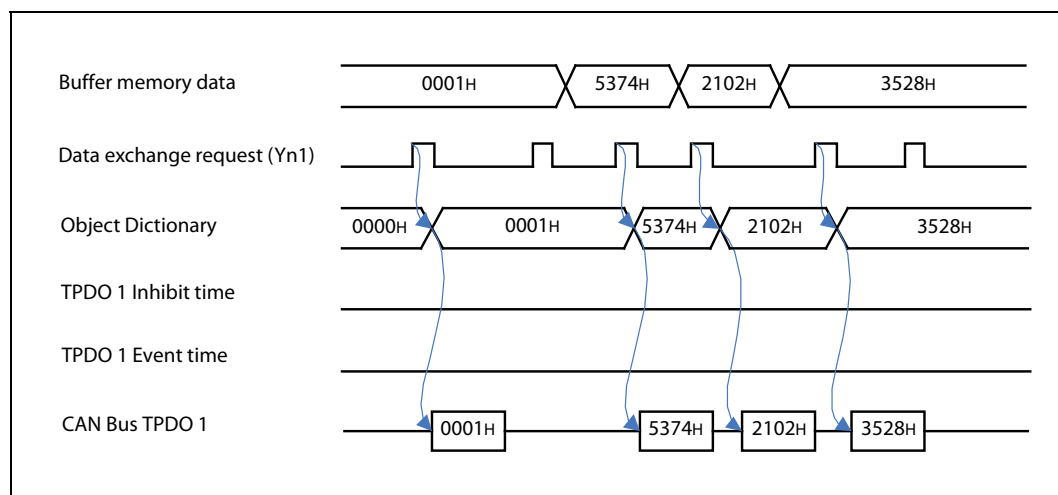 Buffer memory data 0001H 5374H 2102H 3528H
Data exchange request (Yn1)
Object Dictionary 0000H 0001H 5374H 2102H 3528H
TPDO 1 Inhibit time
TPDO 1 Event time
CAN Bus TPDO 1 0001H 5374H 2102H 3528H